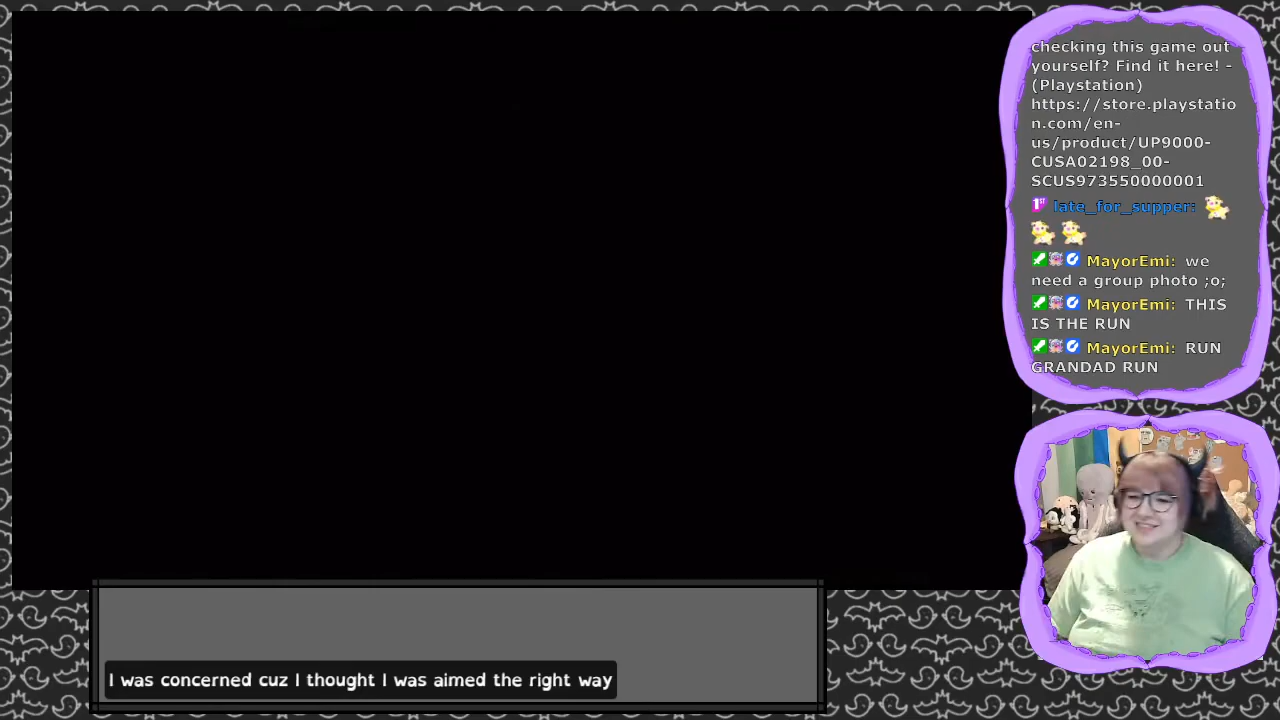 checking this game out
yourself? Find it here! -
(Playstation)
https://store.playstatio
n.com/en-
us/product/UP9000-
CUSA02198_00-
SCUS973550000001
late_for_supper:
MayorEmi: we
need a group photo ;o;
MayorEmi: THIS
IS THE RUN
MayorEmi: RUN
GRANDAD RUN
I was concerned cuz I thought I was aimed the right way